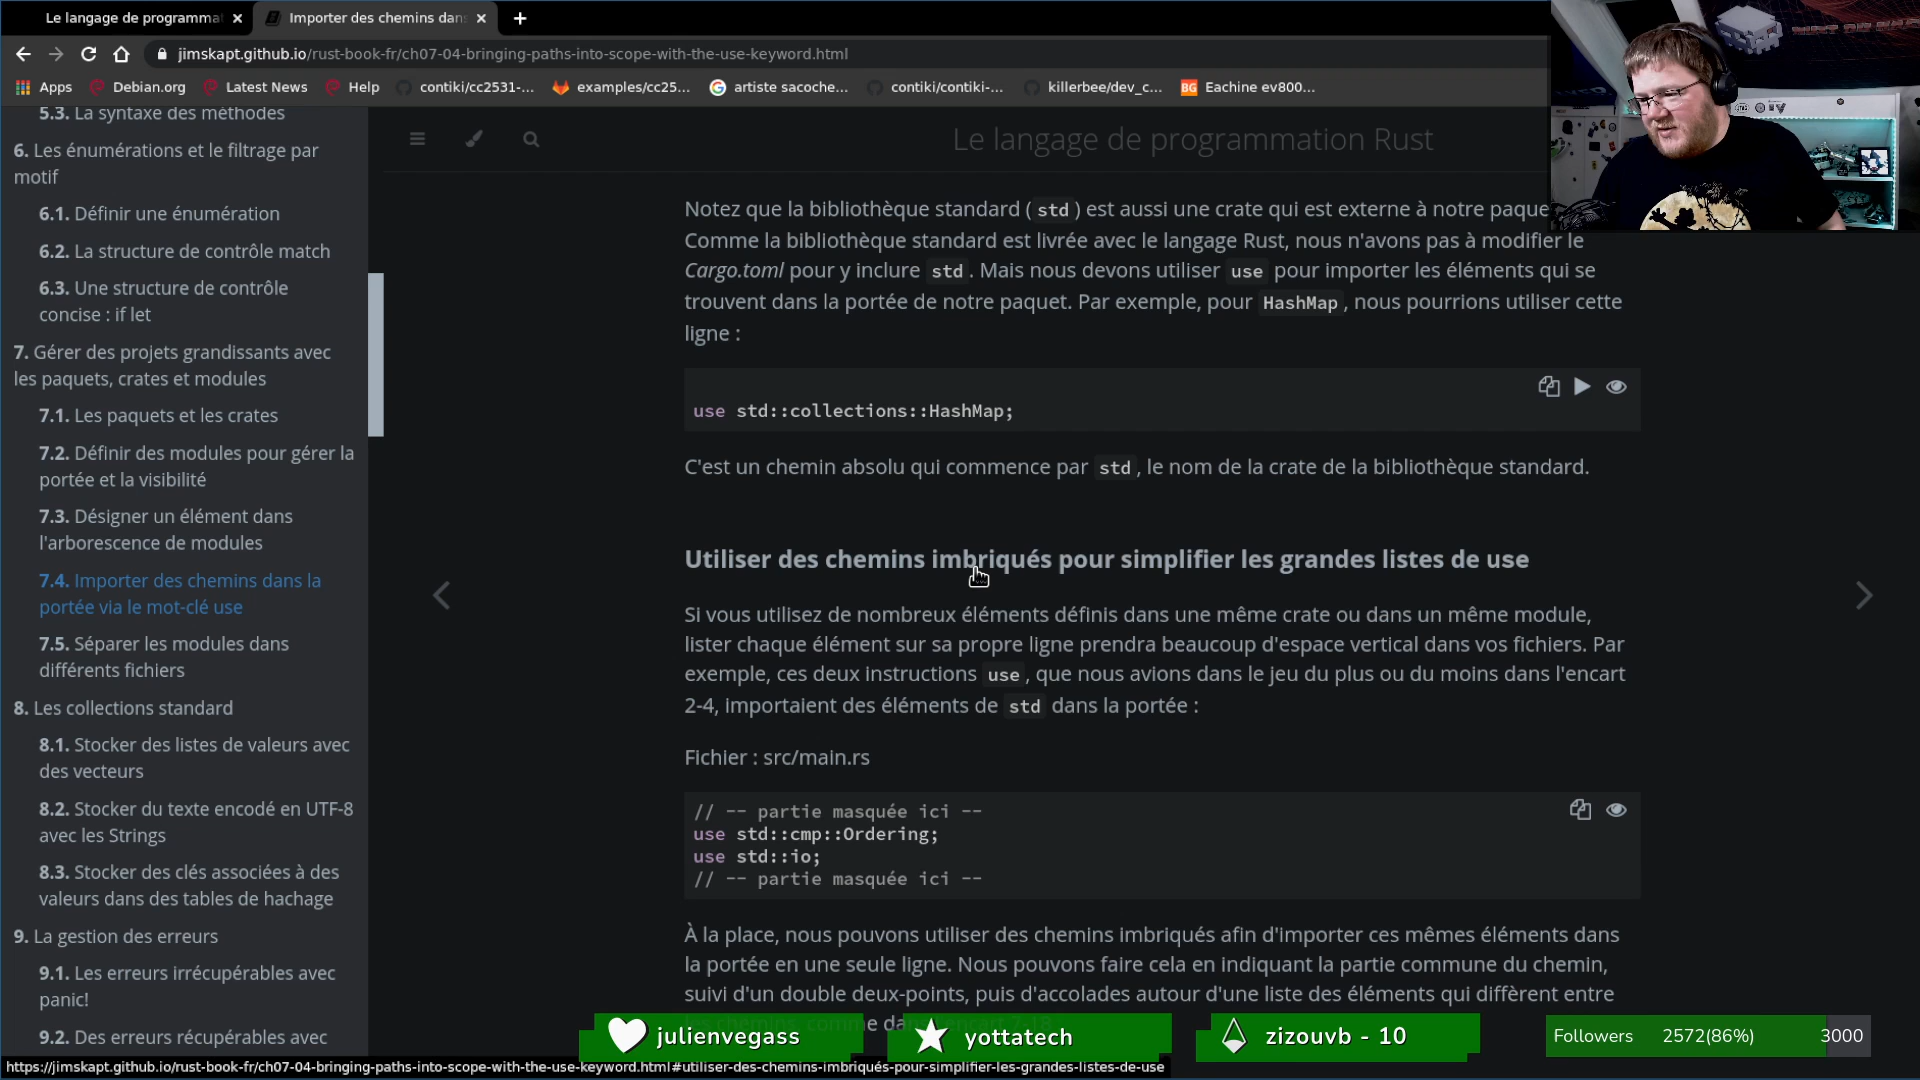 Le langage de programma
Importer des chemins dans
jimskapt.github.io/rust-book-fr/ch07-04-bringing-paths-into-scope-with-the-use-keyword.html
Apps
Debian.org
Latest News
Help
contiki/cc2531-...
examples/cc25...
artiste sacoche...
contiki/contiki-...
killerbee/dev_c...
BG
Eachine ev800...
5.3. La syntaxe des méthodes
6. Les énumérations et le filtrage par
motif
6.1. Définir une énumération
6.2. La structure de contrôle match
6.3. Une structure de contrôle
concise : if let
7. Gérer des projets grandissants avec
les paquets, crates et modules
7.1. Les paquets et les crates
7.2. Définir des modules pour gérer la
portée et la visibilité
7.3. Désigner un élément dans
l'arborescence de modules
7.4. Importer des chemins dans la
portée via le mot-clé use
7.5. Séparer les modules dans
différents fichiers
8. Les collections standard
8.1. Stocker des listes de valeurs avec
des vecteurs
8.2. Stocker du texte encodé en UTF-8
avec les Strings
8.3. Stocker des clés associées à des
valeurs dans des tables de hachage
9. La gestion des erreurs
9.1. Les erreurs irrécupérables avec
panic!
9.2. Des erreurs récupérables avec
Le langage de programmation Rust
Notez que la bibliothèque standard ( std ) est aussi une crate qui est externe à notre paque
Comme la bibliothèque standard est livrée avec le langage Rust, nous n'avons pas à modifier le
Cargo.toml pour y inclure std . Mais nous devons utiliser use pour importer les éléments qui se
trouvent dans la portée de notre paquet. Par exemple, pour HashMap , nous pourrions utiliser cette
ligne :
use std::collections::HashMap;
C'est un chemin absolu qui commence par std , le nom de la crate de la bibliothèque standard.
Utiliser des chemins imbriqués pour simplifier les grandes listes de use
Si vous utilisez de nombreux éléments définis dans une même crate ou dans un même module,
lister chaque élément sur sa propre ligne prendra beaucoup d'espace vertical dans vos fichiers. Par
exemple, ces deux instructions use , que nous avions dans le jeu du plus ou du moins dans l'encart
2-4, importaient des éléments de std dans la portée :
Fichier : src/main.rs
// -- partie masquée ici --
use std::cmp::Ordering;
use std::io;
// -- partie masquée ici --
À la place, nous pouvons utiliser des chemins imbriqués afin d'importer ces mêmes éléments dans
la portée en une seule ligne. Nous pouvons faire cela en indiquant la partie commune du chemin,
suivi d'un double deux-points, puis d'accolades autour d'une liste des éléments qui diffèrent entre
les chemins, comme dans l'encart 7-18
julienvegass
yottatech
zizouvb - 10
Followers 2572(86%) 3000
https://jimskapt.github.io/rust-book-fr/ch07-04-bringing-paths-into-scope-with-the-use-keyword.html#utiliser-des-chemins-imbriqués-pour-simplifier-les-grandes-listes-de-use